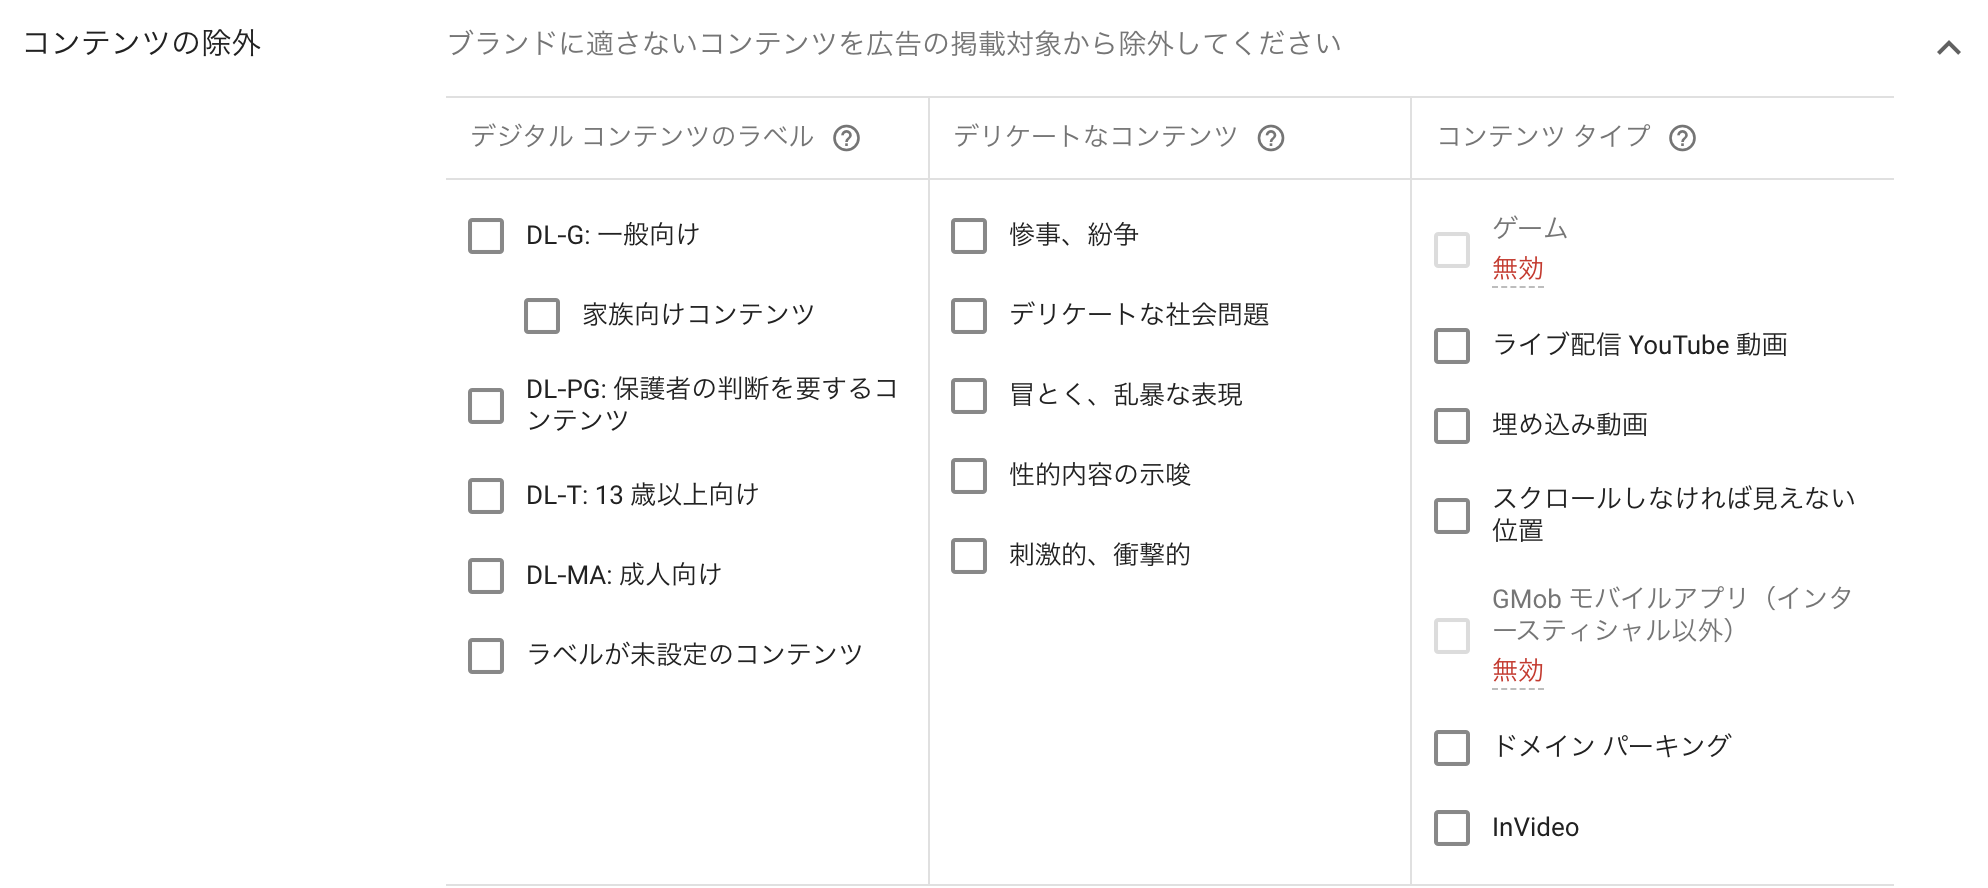 コンテンツの除外
ブランドに適さないコンテンツを広告の掲載対象から除外してください
デジタル コンテンツのラベル
DL-G: 一般向け
家族向けコンテンツ
DL-PG: 保護者の判断を要するコ
ンテンツ
DL-T: 13 歳以上向け
DL-MA: 成人向け
ラベルが未設定のコンテンツ
デリケートなコンテンツ
惨事、紛争
デリケートな社会問題
冒とく、乱暴な表現
性的内容の示唆
刺激的、衝撃的
コンテンツ タイプ
ゲーム
無効
ライブ配信 YouTube 動画
埋め込み動画
スクロールしなければ見えない
位置
GMob モバイルアプリ（インタ
ースティシャル以外）
無効
ドメイン パーキング
InVideo